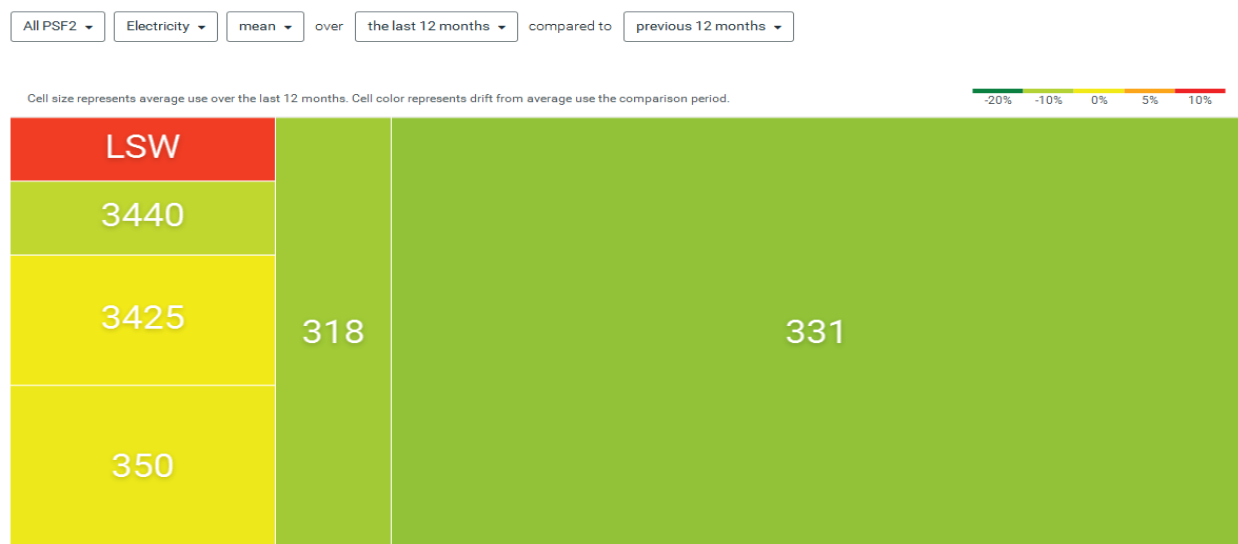 All PSF2 Electricity mean over the last 12 months compared to previous 12 months
Cell size represents average use over the last 12 months. Cell color represents drift from average use the comparison period.
-20% -10% 0% 5% 10%
LSW
3440
3425
350
318
331